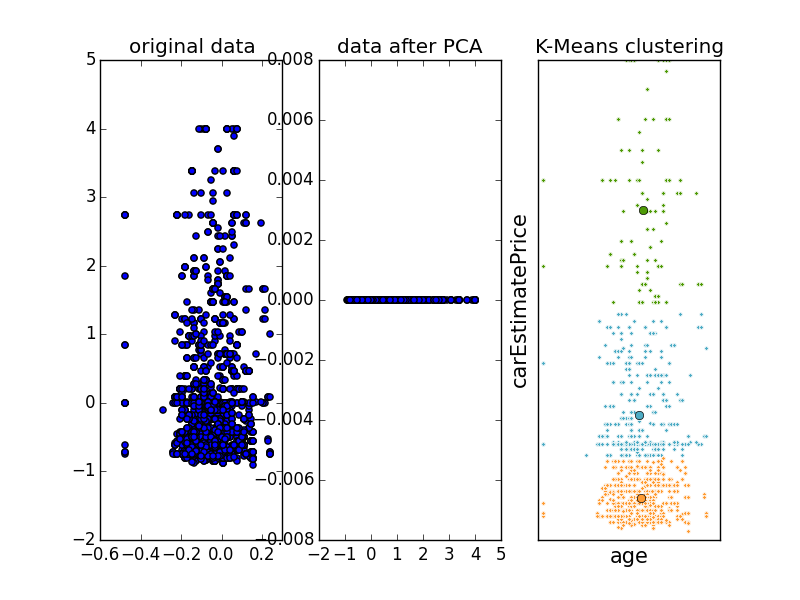 original data
data after PCA
K-Means clustering
5
4
3
2
1
0
−1
−2
−0.6 −0.4 −0.2 0.0 0.2
0.008
0.006
0.004
0.002
0.000
−0.002
−0.004
−0.006
−0.008
−2 −1 0 1 2 3 4 5
carEstimatePrice
age